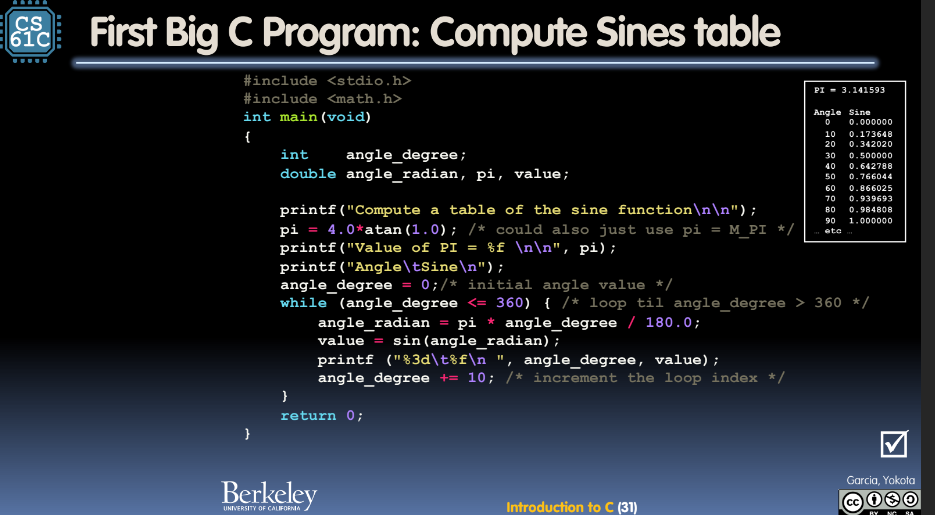 CS
61C
First Big C Program: Compute Sines table
#include <stdio.h>
#include <math.h>
int main(void)
{
    int    angle_degree;
    double angle_radian, pi, value;

    printf("Compute a table of the sine function\n\n");
    pi = 4.0*atan(1.0); /* could also just use pi = M_PI */
    printf("Value of PI = %f \n\n", pi);
    printf("Angle\tSine\n");
    angle_degree = 0;/* initial angle value */
    while (angle_degree <= 360) { /* loop til angle_degree > 360 */
        angle_radian = pi * angle_degree / 180.0;
        value = sin(angle_radian);
        printf ("%3d\t%f\n ", angle_degree, value);
        angle_degree += 10; /* increment the loop index */
    }
    return 0;
}
PI = 3.141593

Angle Sine
0 0.000000
10 0.173648
20 0.342020
30 0.500000
40 0.642788
50 0.766044
60 0.866025
70 0.939693
80 0.984808
90 1.000000
… etc …
Berkeley
UNIVERSITY OF CALIFORNIA
Introduction to C (31)
Garcia, Yokota
cc
BY NC SA